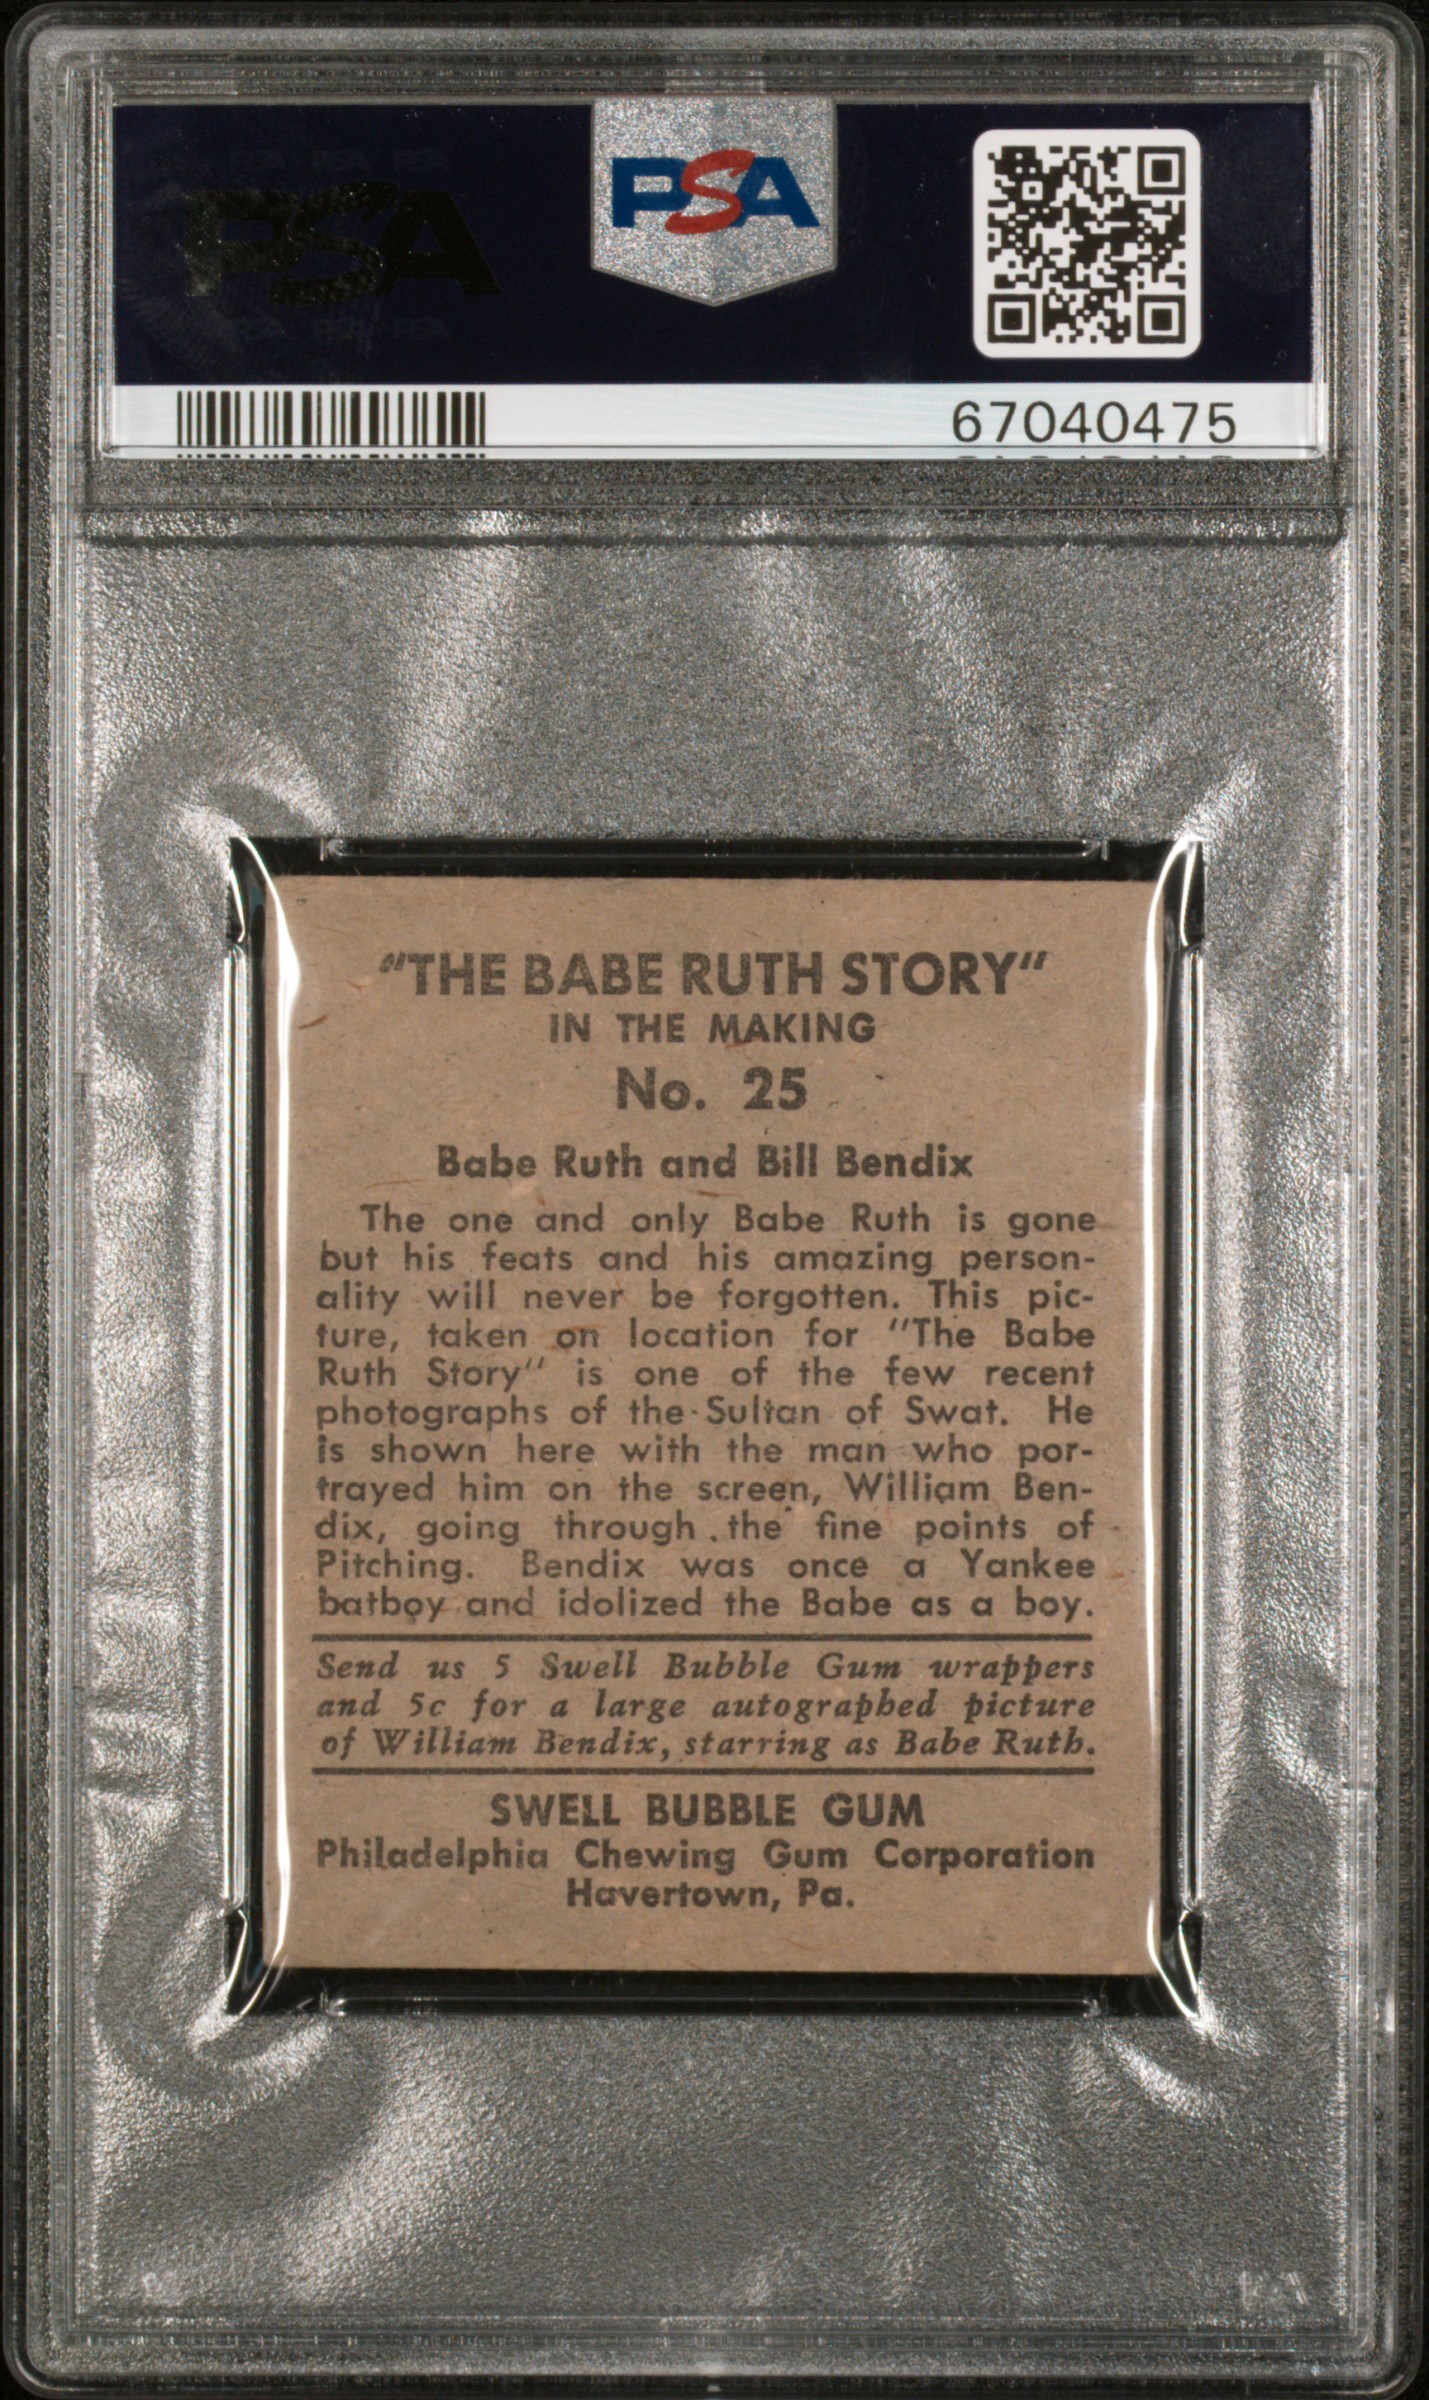 PSA PSA PSA
PSA
PSA PSA PSA
PSA
67040475
"THE BABE RUTH STORY"
IN THE MAKING
No. 25
Babe Ruth and Bill Bendix
The one and only Babe Ruth is gone
but his feats and his amazing person-
ality will never be forgotten. This pic-
ture, taken on location for "The Babe
Ruth Story" is one of the few recent
photographs of the Sultan of Swat. He
is shown here with the man who por-
trayed him on the screen, William Ben-
dix, going through the fine points of
Pitching. Bendix was once a Yankee
batboy and idolized the Babe as a boy.
Send us 5 Swell Bubble Gum wrappers
and 5c for a large autographed picture
of William Bendix, starring as Babe Ruth.
SWELL BUBBLE GUM
Philadelphia Chewing Gum Corporation
Havertown, Pa.